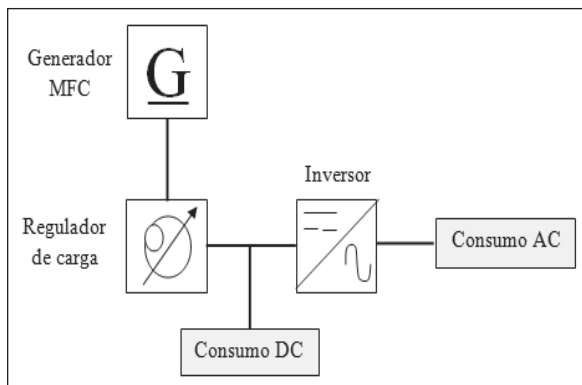 Generador
MFC
G
Inversor
Regulador
de carga
Consumo AC
Consumo DC